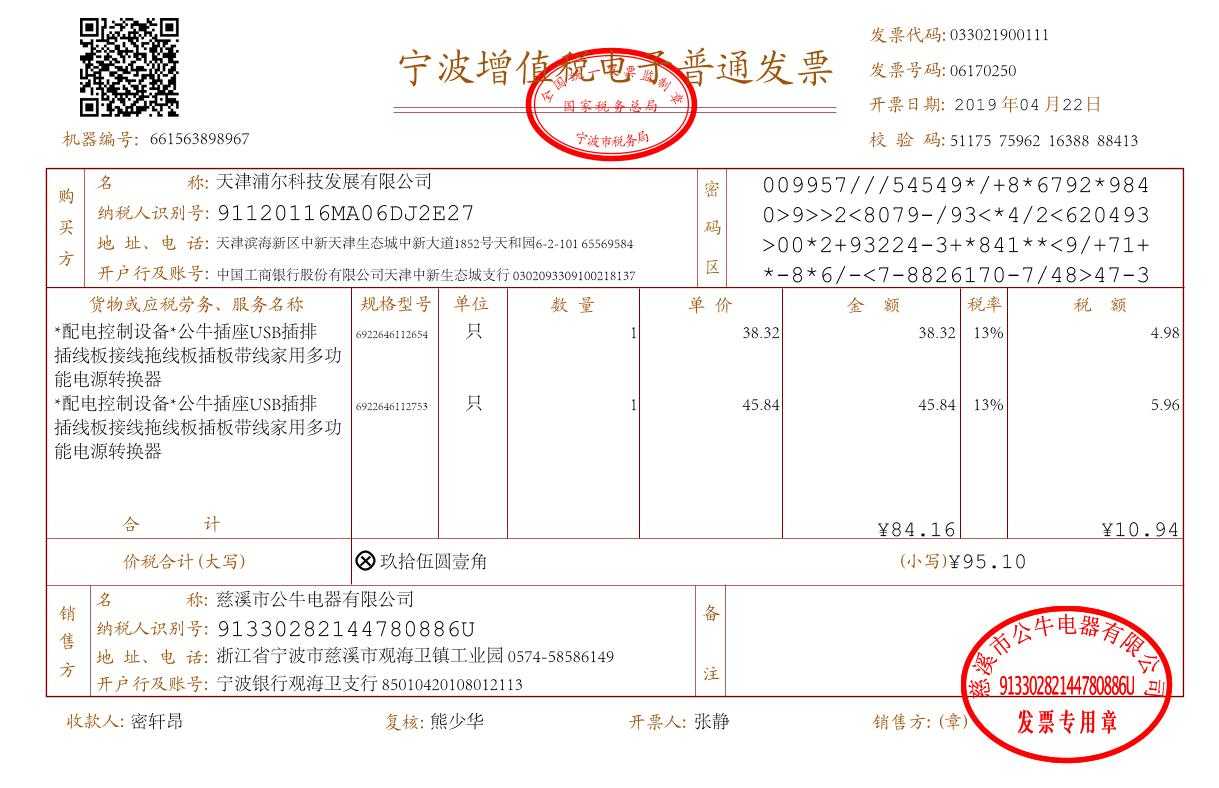 宁波增值税电子普通发票
全国统一发票监制章
国家税务总局
宁波市税务局
发票代码: 033021900111
发票号码: 06170250
开票日期: 2019 年04 月22日
校 验 码: 51175 75962 16388 88413
机器编号: 661563898967
购买方
名 称: 天津浦尔科技发展有限公司
纳税人识别号: 91120116MA06DJ2E27
地 址、电 话: 天津滨海新区中新天津生态城中新大道1852号天和园6-2-101 65569584
开户行及账号: 中国工商银行股份有限公司天津中新生态城支行 0302093309100218137
密码区
009957///54549*/+8*6792*984
0>9>>2<8079-/93<*4/2<620493
>00*2+93224-3+*841**<9/+71+
*-8*6/-<7-8826170-7/48>47-3
货物或应税劳务、服务名称 规格型号 单位 数 量 单 价 金 额 税率 税 额
*配电控制设备*公牛插座USB插排 6922646112654 只 1 38.32 38.32 13% 4.98
插线板接线拖线板插板带线家用多功
能电源转换器
*配电控制设备*公牛插座USB插排 6922646112753 只 1 45.84 45.84 13% 5.96
插线板接线拖线板插板带线家用多功
能电源转换器
合 计 ¥84.16 ¥10.94
价税合计(大写) ⊗玖拾伍圆壹角 (小写)¥95.10
销售方
名 称: 慈溪市公牛电器有限公司
纳税人识别号: 91330282144780886U
地 址、电 话: 浙江省宁波市慈溪市观海卫镇工业园 0574-58586149
开户行及账号: 宁波银行观海卫支行 85010420108012113
备注
慈溪市公牛电器有限公司
91330282144780886U
发票专用章
收款人: 密轩昂 复核: 熊少华 开票人: 张静 销售方: (章)